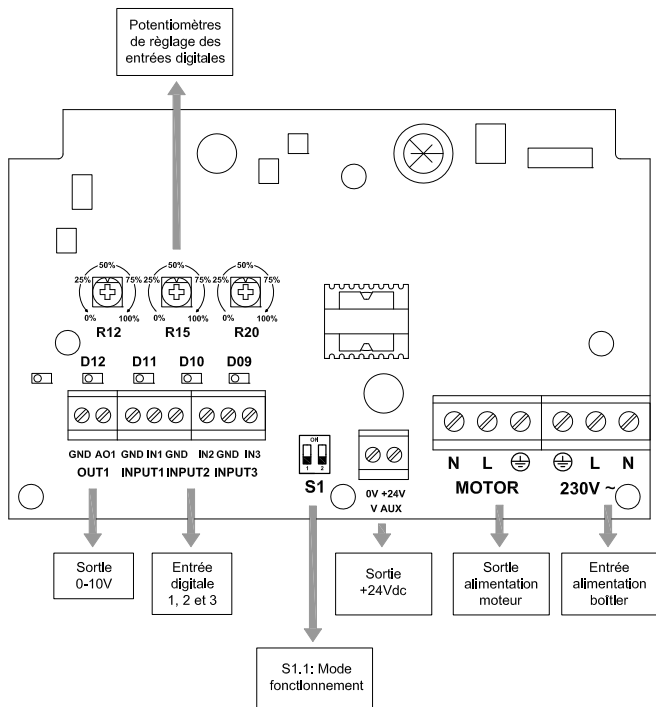 Potentiomètres
de règlage des
entrées digitales
50% 50% 50%
25% 75% 25% 75% 25% 75%
0% 100% 0% 100% 0% 100%
R12 R15 R20
D12 D11 D10 D09
GND AO1 GND IN1 GND IN2 GND IN3
OUT1 INPUT1 INPUT2 INPUT3
ON
1 2
S1
0V +24V
V AUX
N L
MOTOR
L N
230V ~
Sortie
0-10V
Entrée
digitale
1, 2 et 3
Sortie
+24Vdc
Sortie
alimentation
moteur
Entrée
alimentation
boîtier
S1.1: Mode
fonctionnement